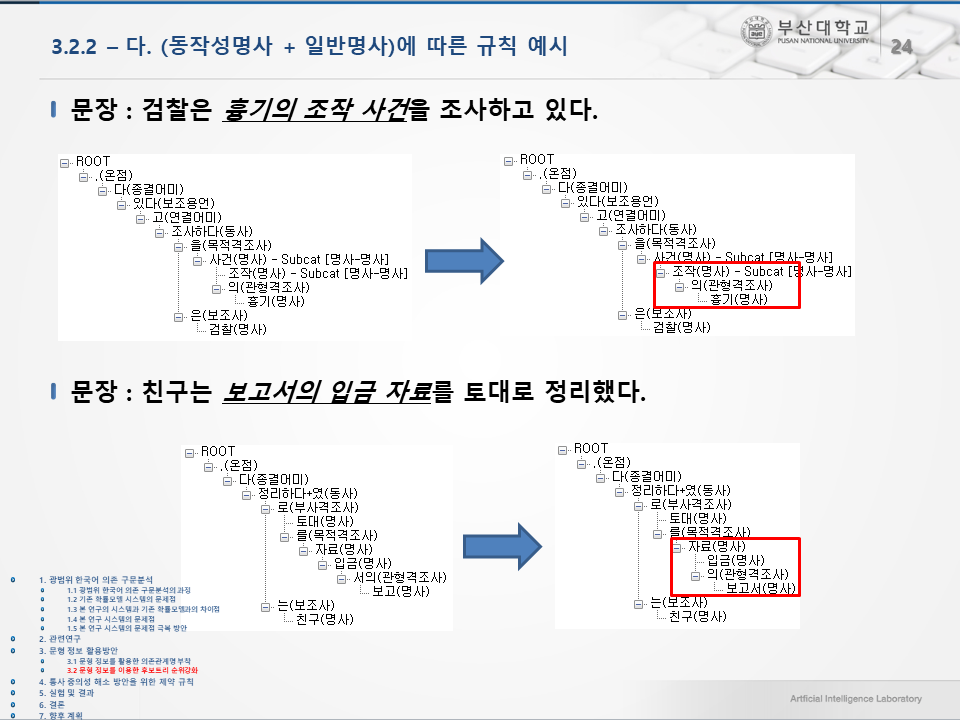 3.2.2 – 다. (동작성명사 + 일반명사)에 따른 규칙 예시
부산대학교
PUSAN NATIONAL UNIVERSITY
24
문장 : 검찰은 흉기의 조작 사건을 조사하고 있다.
ROOT
.(온점)
다(종결어미)
있다(보조용언)
고(연결어미)
조사하다(동사)
을(목적격조사)
사건(명사) - Subcat [명사-명사]
조작(명사) - Subcat [명사-명사]
의(관형격조사)
흉기(명사)
은(보조사)
검찰(명사)
ROOT
.(온점)
다(종결어미)
있다(보조용언)
고(연결어미)
조사하다(동사)
을(목적격조사)
사건(명사) - Subcat [명사-명사]
조작(명사) - Subcat [명사-명사]
의(관형격조사)
흉기(명사)
은(보조사)
검찰(명사)
문장 : 친구는 보고서의 입금 자료를 토대로 정리했다.
ROOT
.(온점)
다(종결어미)
정리하다+였(동사)
로(부사격조사)
토대(명사)
를(목적격조사)
자료(명사)
입금(명사)
서의(관형격조사)
보고(명사)
는(보조사)
친구(명사)
ROOT
.(온점)
다(종결어미)
정리하다+였(동사)
로(부사격조사)
토대(명사)
를(목적격조사)
자료(명사)
입금(명사)
의(관형격조사)
보고서(명사)
는(보조사)
친구(명사)
1. 광범위 한국어 의존 구문분석
1.1 광범위 한국어 의존 구문분석의 과정
1.2 기존 확률모델 시스템의 문제점
1.3 본 연구의 시스템과 기존 확률모델과의 차이점
1.4 본 연구 시스템의 문제점
1.5 본 연구 시스템의 문제점 극복 방안
2. 관련연구
3. 문형 정보 활용방안
3.1 문형 정보를 활용한 의존관계명 부착
3.2 문형 정보를 이용한 후보트리 순위강화
4. 통사 중의성 해소 방안을 위한 제약 규칙
5. 실험 및 결과
6. 결론
7. 향후 계획
Artficial Intelligence Laboratory